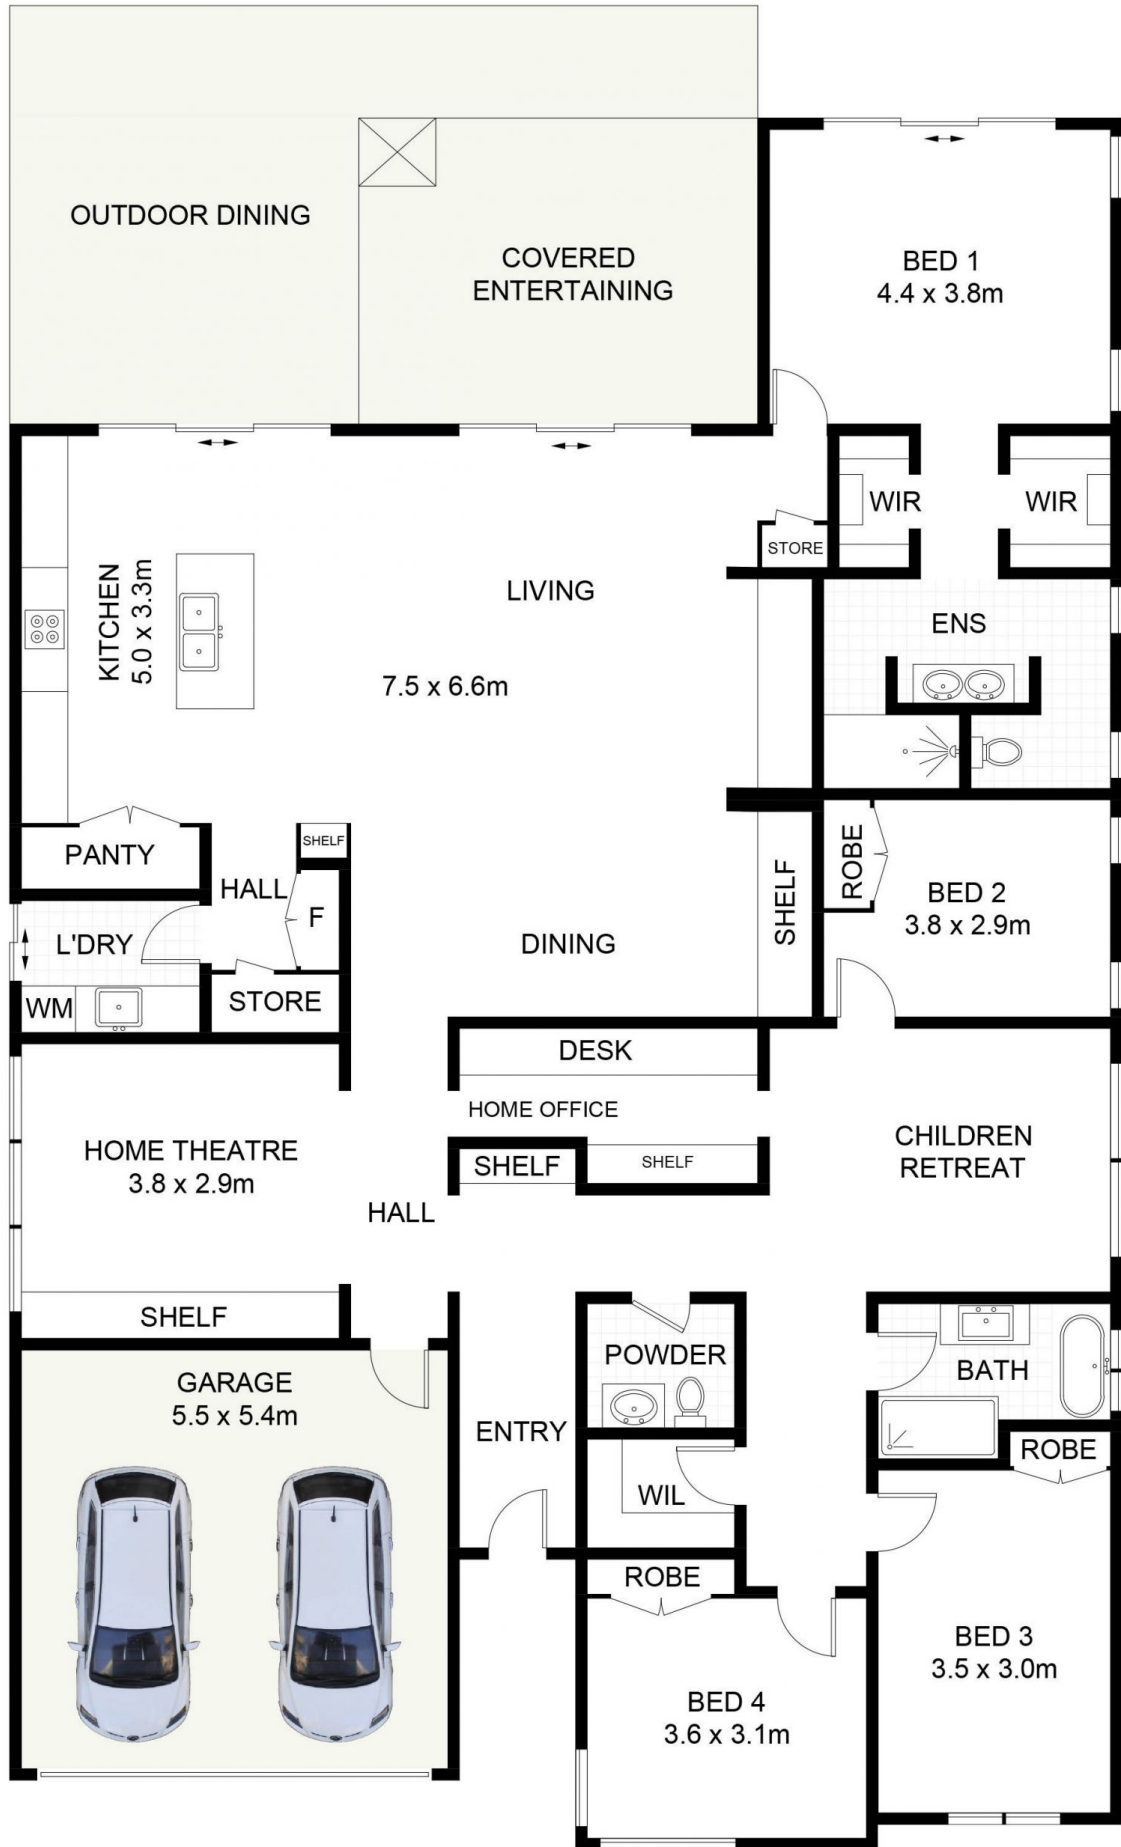 OUTDOOR DINING
COVERED
ENTERTAINING
BED 1
4.4 x 3.8m
WIR
WIR
STORE
KITCHEN
5.0 x 3.3m
LIVING
7.5 x 6.6m
ENS
PANTY
SHELF
HALL
F
L'DRY
WM
STORE
DINING
SHELF
ROBE
BED 2
3.8 x 2.9m
DESK
HOME OFFICE
SHELF
SHELF
HOME THEATRE
3.8 x 2.9m
HALL
CHILDREN
RETREAT
SHELF
GARAGE
5.5 x 5.4m
ENTRY
POWDER
BATH
WIL
ROBE
ROBE
BED 3
3.5 x 3.0m
BED 4
3.6 x 3.1m